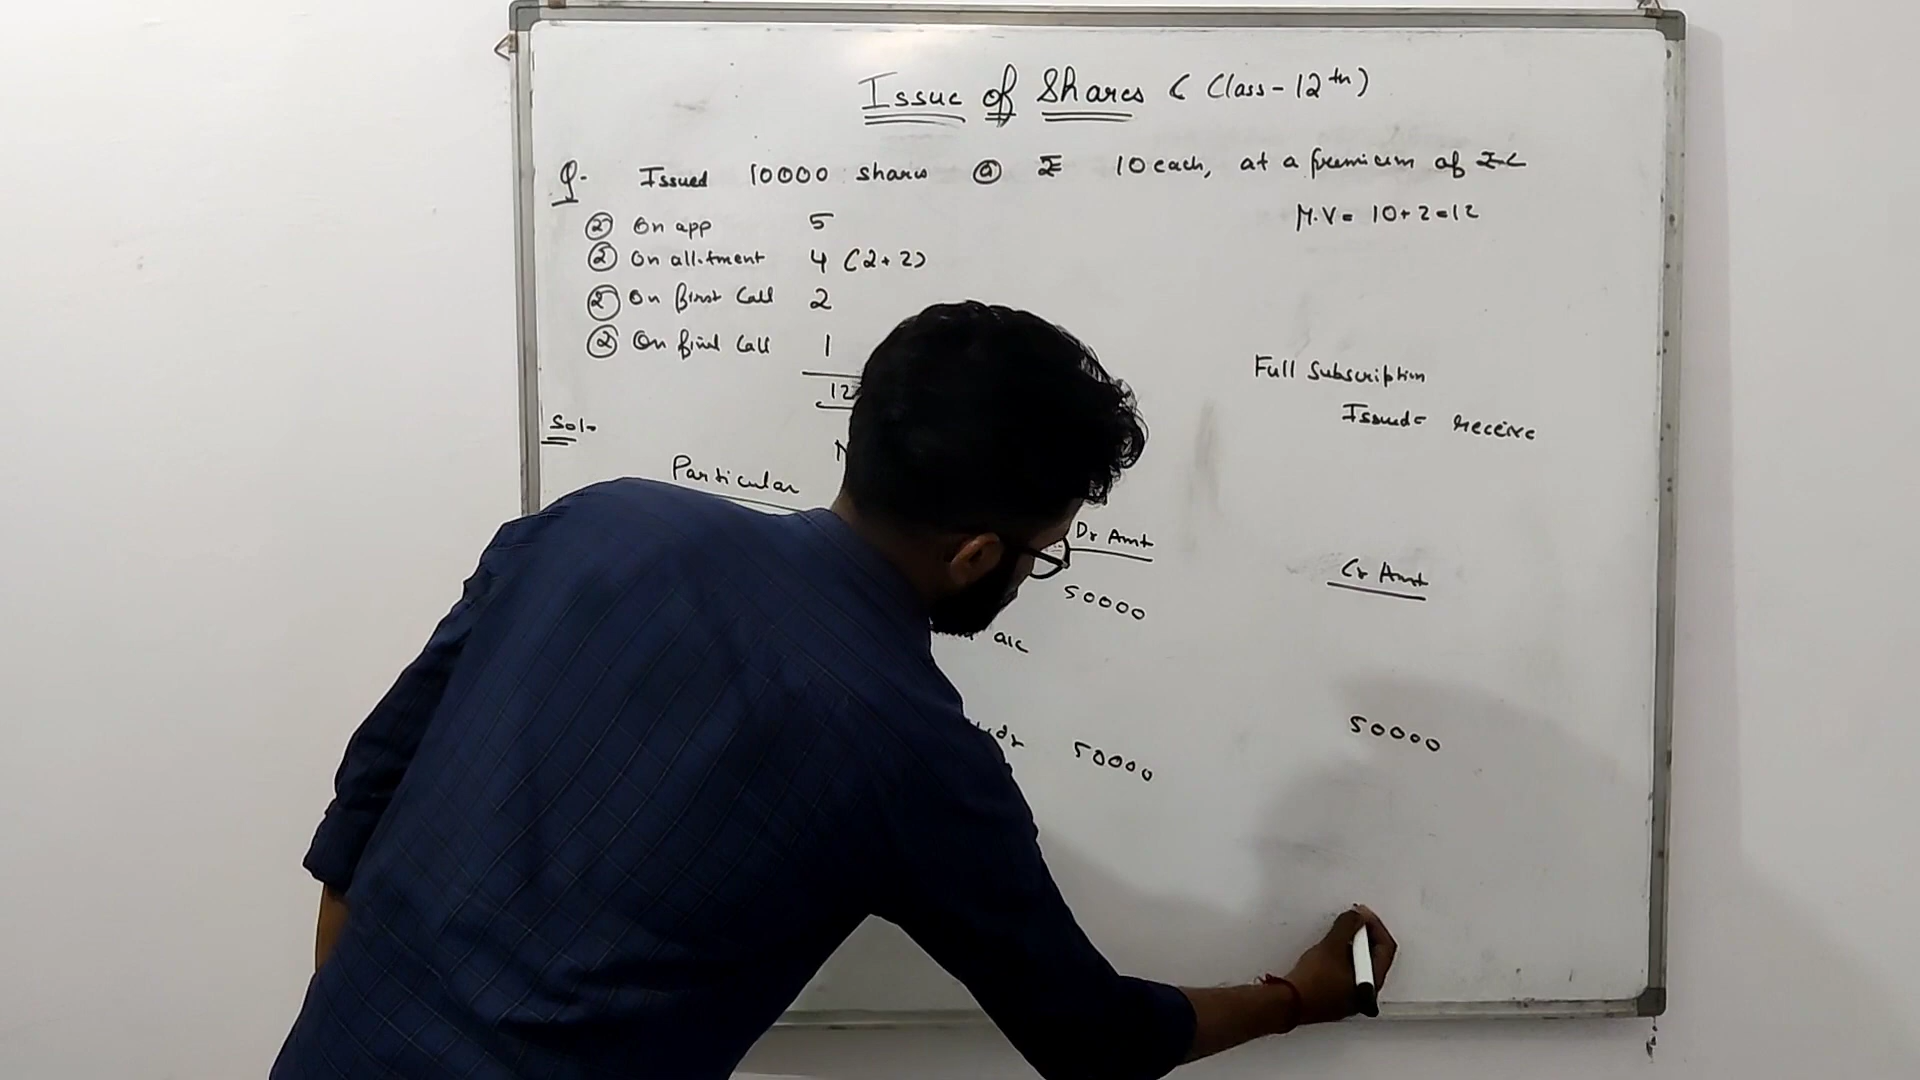 Issue of Shares ( Class - 12th )
Q. Issued 10000 shares @ ₹ 10 each, at a premium of ₹ 2
M.V = 10 + 2 = 12
② On app 5
② On allotment 4 (2+2)
② On first Call 2
② On final Call 1
12
Full Subscription
Issued = receive
Sol-
Particular
Dr Amt
Cr Amt
50000
a/c
50000
dr 50000